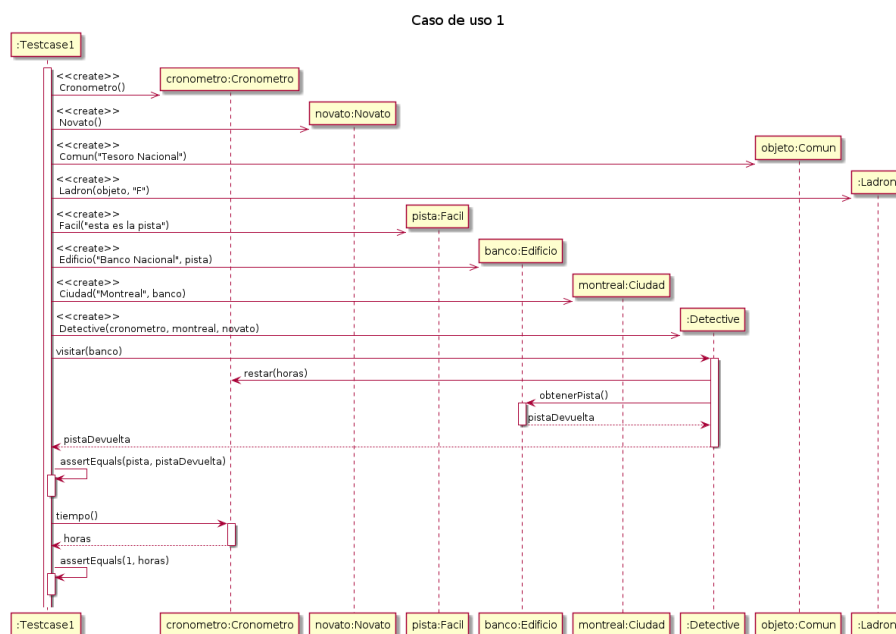 Caso de uso 1
:Testcase1
<<create>>
Cronometro()
cronometro:Cronometro
<<create>>
Novato()
novato:Novato
<<create>>
Comun("Tesoro Nacional")
objeto:Comun
<<create>>
Ladron(objeto, "F")
:Ladron
<<create>>
Facil("esta es la pista")
pista:Facil
<<create>>
Edificio("Banco Nacional", pista)
banco:Edificio
<<create>>
Ciudad("Montreal", banco)
montreal:Ciudad
<<create>>
Detective(cronometro, montreal, novato)
:Detective
visitar(banco)
restar(horas)
obtenerPista()
pistaDevuelta
pistaDevuelta
assertEquals(pista, pistaDevuelta)
tiempo()
horas
assertEquals(1, horas)
:Testcase1 cronometro:Cronometro novato:Novato pista:Facil banco:Edificio montreal:Ciudad :Detective objeto:Comun :Ladron